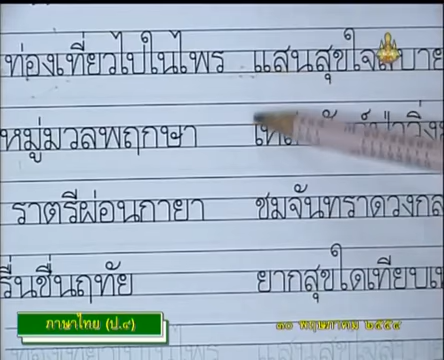 ท่องเที่ยวไปในไพร แสนสุขใจ
หมู่มวลพฤกษา
ราตรีผ่อนกายา ชมจันทรา
รื่นชื่นฤทัย ยากสุขใดเทียบ
ภาษาไทย (ป.๔) ๓๐ พฤษภาคม ๒๕๕๔